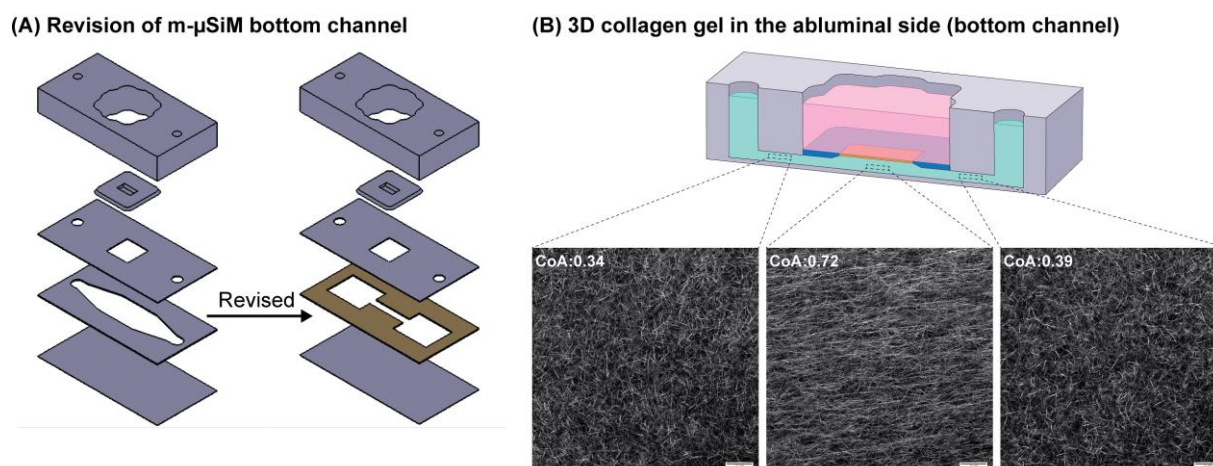 (A) Revision of m-µSiM bottom channel
Revised
(B) 3D collagen gel in the abluminal side (bottom channel)
CoA:0.34
CoA:0.72
CoA:0.39